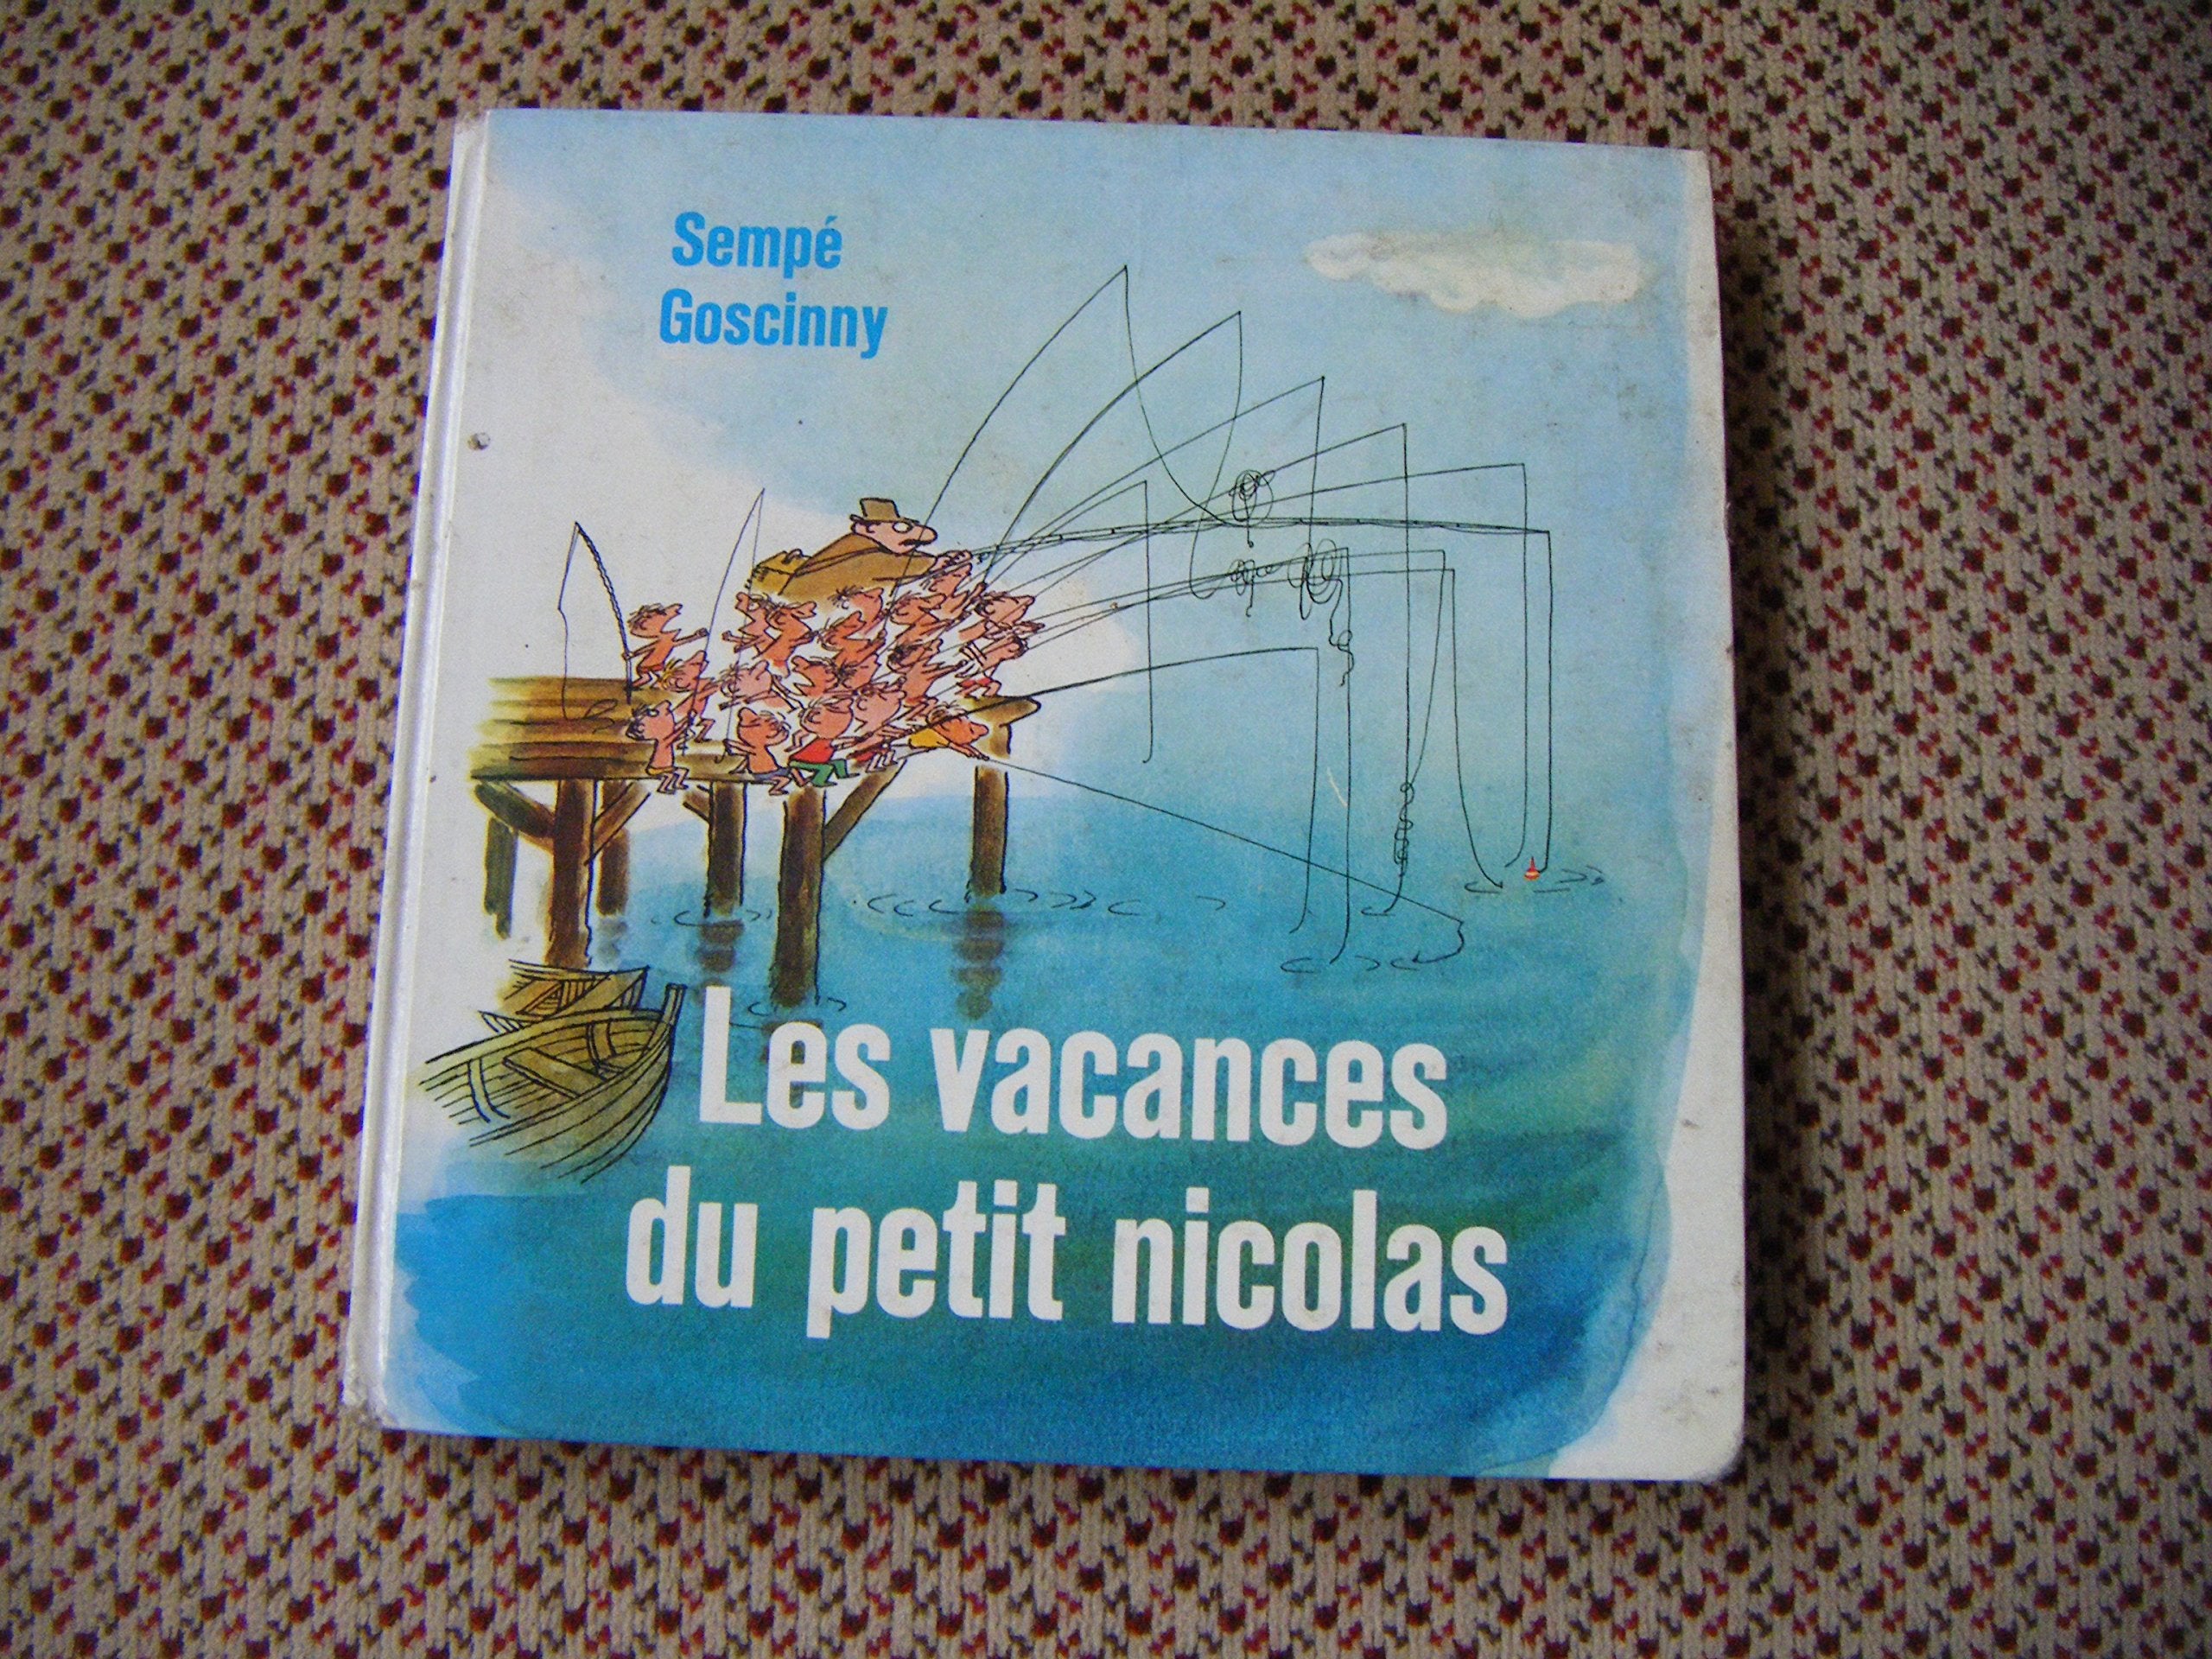 Sempé
Goscinny
Les vacances
du petit nicolas